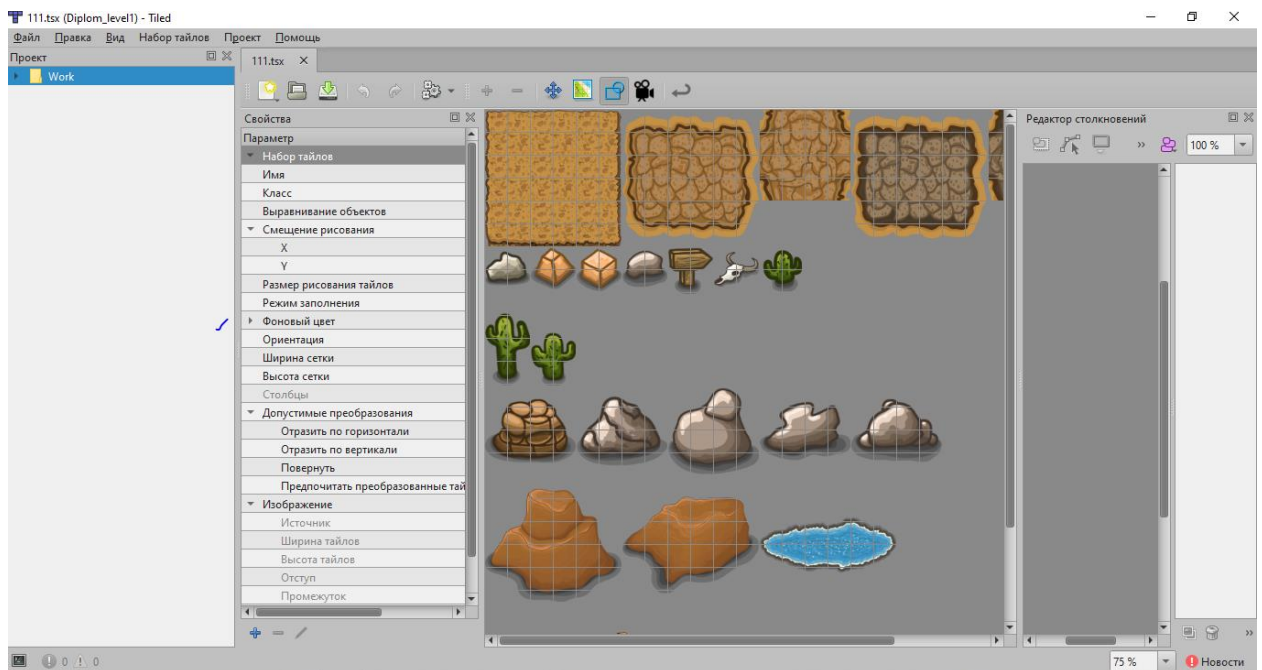 111.tsx (Diplom_level1) - Tiled
Файл Правка Вид Набор тайлов Проект Помощь
Проект
Work
111.tsx
Свойства
Параметр
Набор тайлов
Имя
Класс
Выравнивание объектов
Смещение рисования
X
Y
Размер рисования тайлов
Режим заполнения
Фоновый цвет
Ориентация
Ширина сетки
Высота сетки
Столбцы
Допустимые преобразования
Отразить по горизонтали
Отразить по вертикали
Повернуть
Предпочитать преобразованные тай
Изображение
Источник
Ширина тайлов
Высота тайлов
Отступ
Промежуток
Редактор столкновений
»
100 %
»
0 0
75 %
Новости